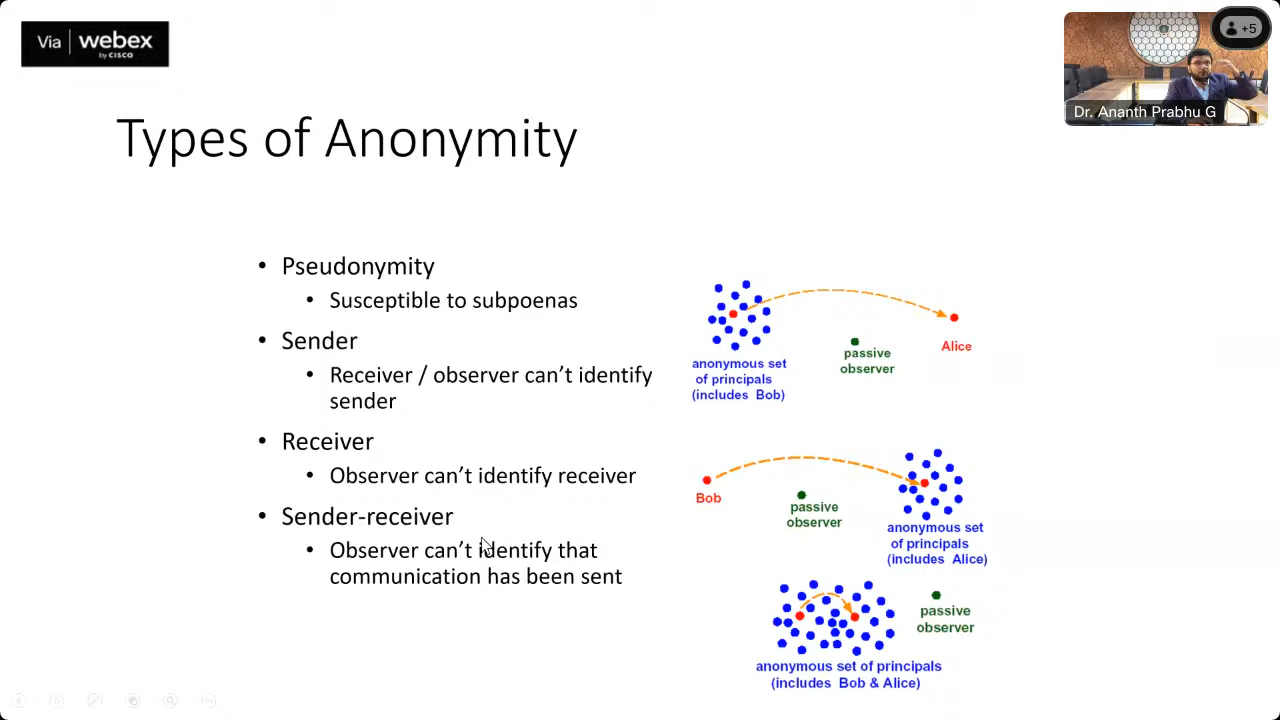 Via | webex
by CISCO
+5
Dr. Ananth Prabhu G
Types of Anonymity
• Pseudonymity
• Susceptible to subpoenas
• Sender
• Receiver / observer can’t identify
sender
• Receiver
• Observer can’t identify receiver
• Sender-receiver
• Observer can’t identify that
communication has been sent
anonymous set
of principals
(includes Bob)
passive
observer
Alice
Bob
passive
observer
anonymous set
of principals
(includes Alice)
passive
observer
anonymous set of principals
(includes Bob & Alice)